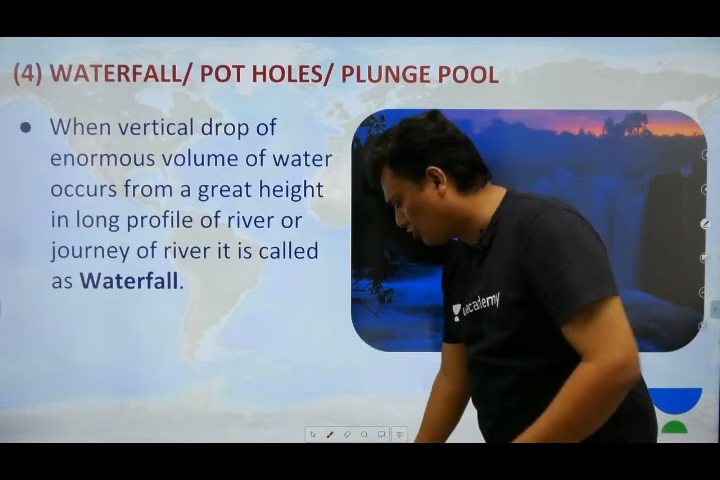 (4) WATERFALL/ POT HOLES/ PLUNGE POOL
● When vertical drop of
enormous volume of water
occurs from a great height
in long profile of river or
journey of river it is called
as Waterfall.
unacademy